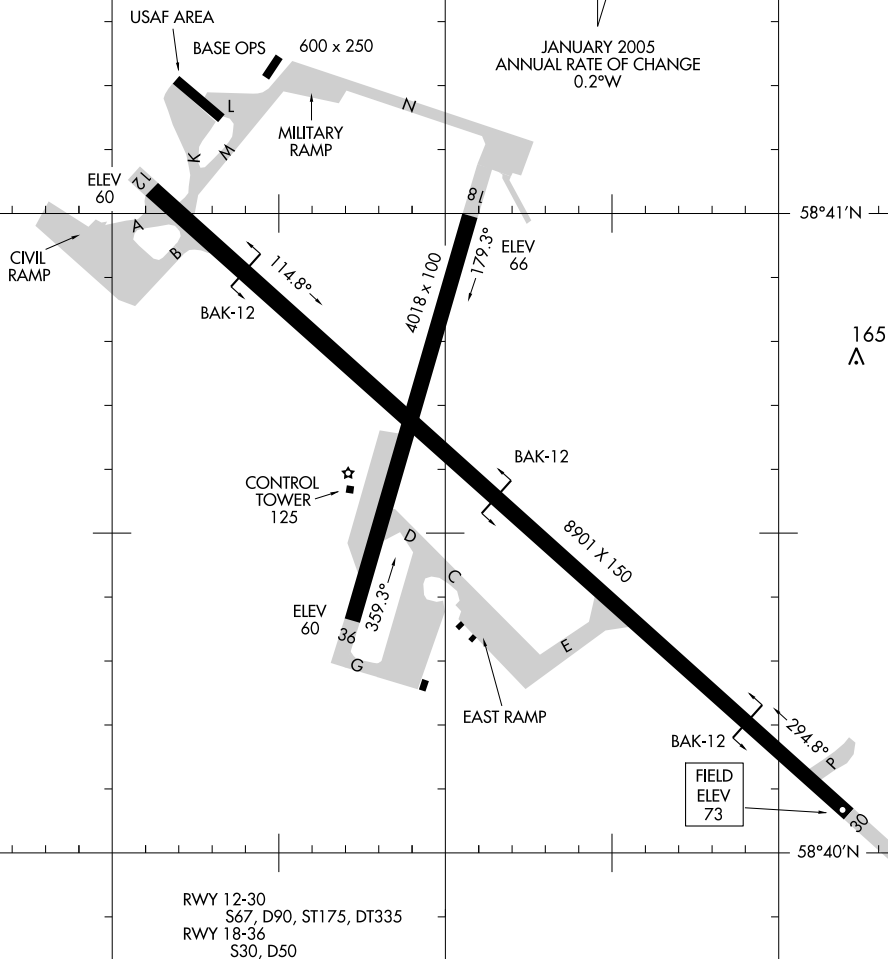 USAF AREA
BASE OPS
600 x 250
JANUARY 2005
ANNUAL RATE OF CHANGE
0.2°W
L
N
MILITARY
RAMP
K
M
ELEV
60
12
18
58°41'N
A
B
CIVIL
RAMP
ELEV
66
179.3°
114.8°
4018 x 100
BAK-12
165
BAK-12
CONTROL
TOWER
125
D
8901 X 150
C
359.3°
ELEV
60
36
G
E
EAST RAMP
BAK-12
294.8°
P
FIELD
ELEV
73
30
58°40'N
RWY 12-30
S67, D90, ST175, DT335
RWY 18-36
S30, D50